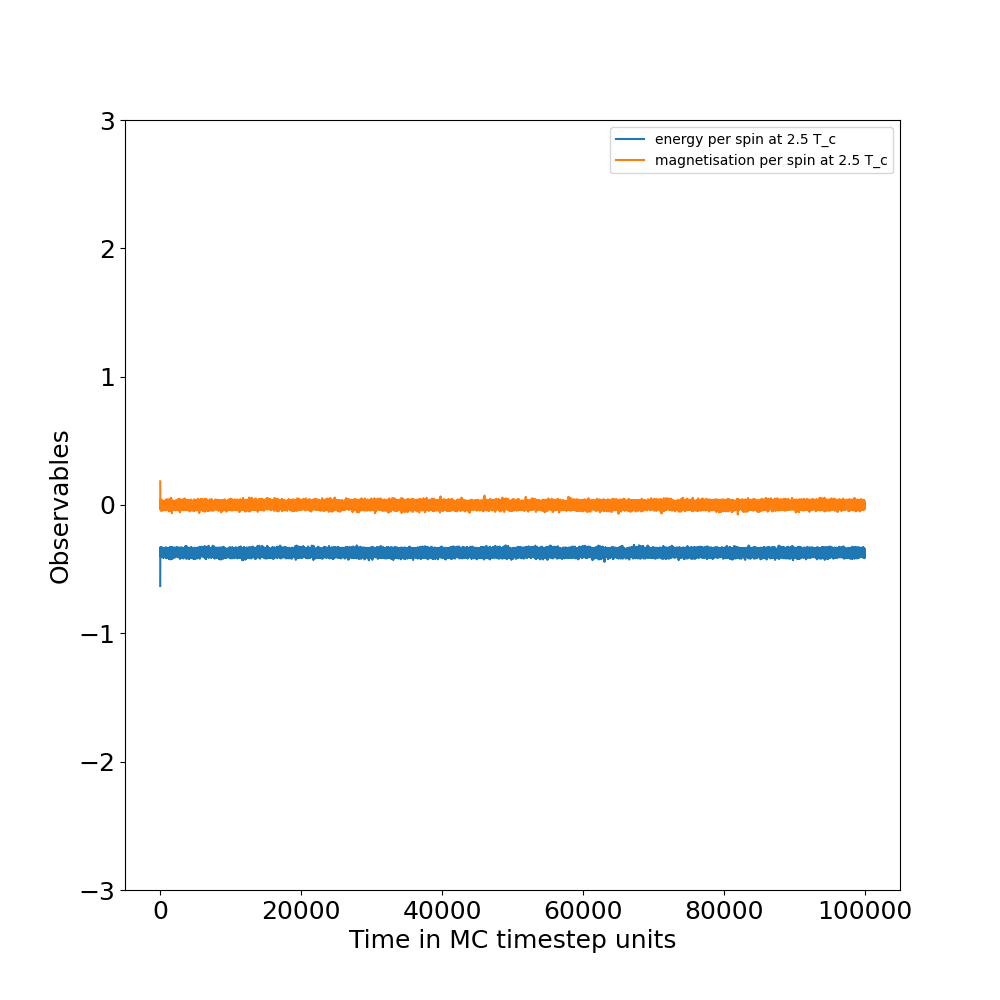 energy per spin at 2.5 T_c
magnetisation per spin at 2.5 T_c
3
2
1
0
−1
−2
−3
Observables
0 20000 40000 60000 80000 100000
Time in MC timestep units